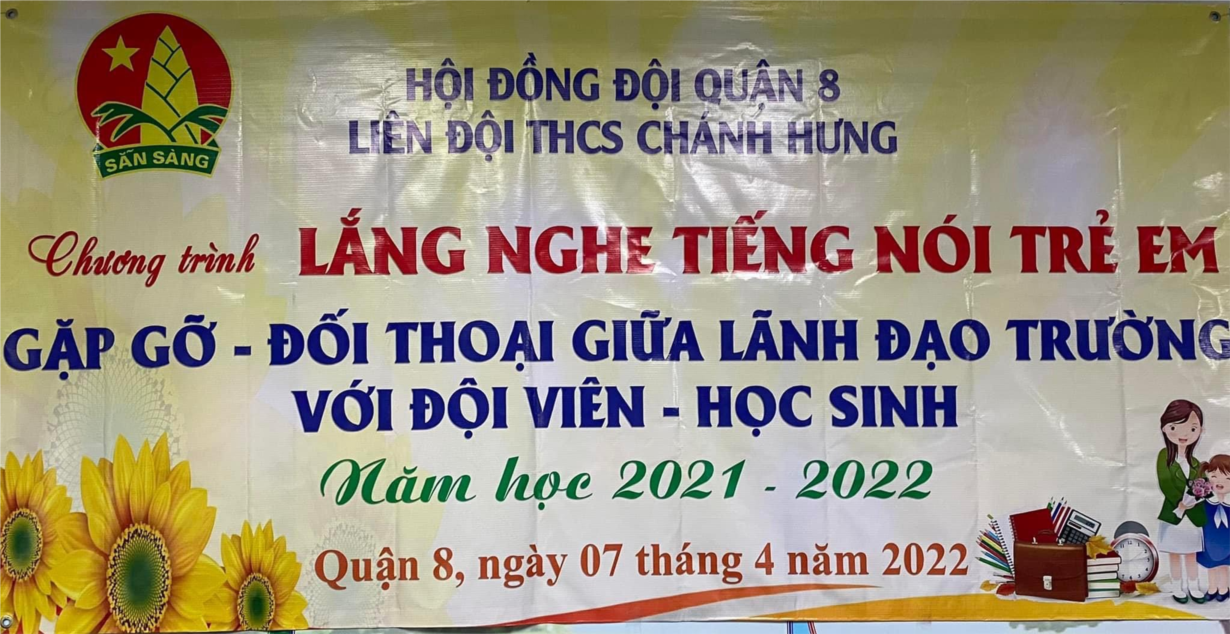 SẴN SÀNG
HỘI ĐỒNG ĐỘI QUẬN 8
LIÊN ĐỘI THCS CHÁNH HƯNG
Chương trình LẮNG NGHE TIẾNG NÓI TRẺ EM
GẶP GỠ - ĐỐI THOẠI GIỮA LÃNH ĐẠO TRƯỜNG
VỚI ĐỘI VIÊN - HỌC SINH
Năm học 2021 - 2022
Quận 8, ngày 07 tháng 4 năm 2022